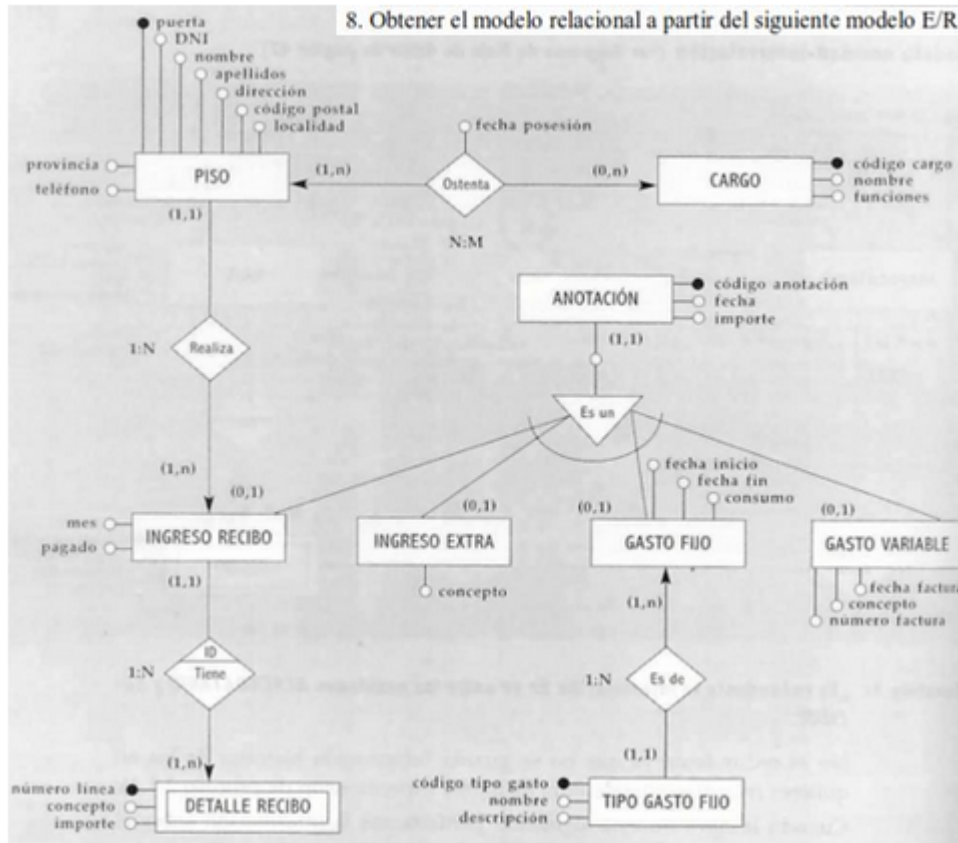 8. Obtener el modelo relacional a partir del siguiente modelo E/R
puerta
DNI
nombre
apellidos
dirección
código postal
localidad
provincia
teléfono
PISO
(1,n)
fecha posesión
Ostenta
N:M
(0,n)
CARGO
código cargo
nombre
funciones
(1,1)
1:N
Realiza
(1,n)
ANOTACIÓN
código anotación
fecha
importe
(1,1)
Es un
(0,1)
mes
pagado
INGRESO RECIBO
(0,1)
INGRESO EXTRA
concepto
(0,1)
fecha inicio
fecha fin
consumo
GASTO FIJO
(0,1)
GASTO VARIABLE
fecha factura
concepto
número factura
(1,1)
1:N
ID
Tiene
(1,n)
número línea
concepto
importe
DETALLE RECIBO
(1,n)
1:N
Es de
(1,1)
código tipo gasto
nombre
descripción
TIPO GASTO FIJO